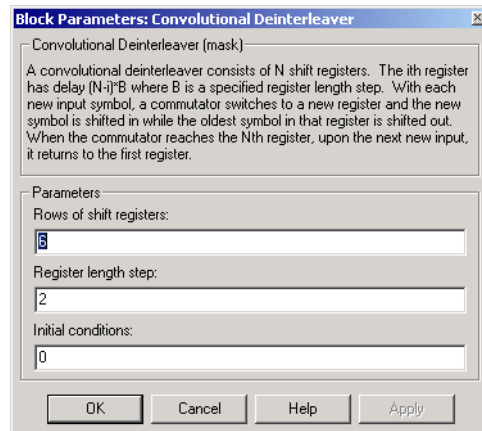 Block Parameters: Convolutional Deinterleaver
Convolutional Deinterleaver (mask)
A convolutional deinterleaver consists of N shift registers. The ith register
has delay (N-i)*B where B is a specified register length step. With each
new input symbol, a commutator switches to a new register and the new
symbol is shifted in while the oldest symbol in that register is shifted out.
When the commutator reaches the Nth register, upon the next new input,
it returns to the first register.
Parameters
Rows of shift registers:
6
Register length step:
2
Initial conditions:
0
OK Cancel Help Apply